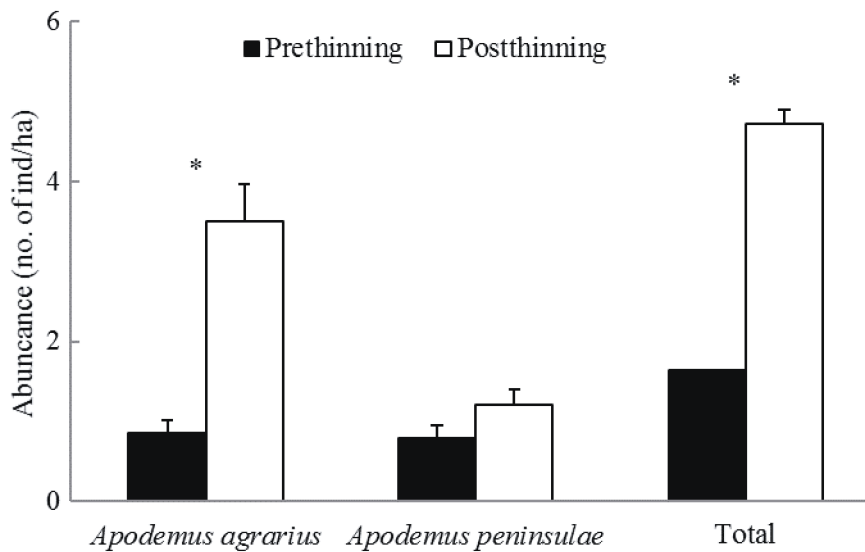 6
Prethinning Postthinning
*
*
4
2
0
Abuncance (no. of ind/ha)
Apodemus agrarius Apodemus peninsulae Total